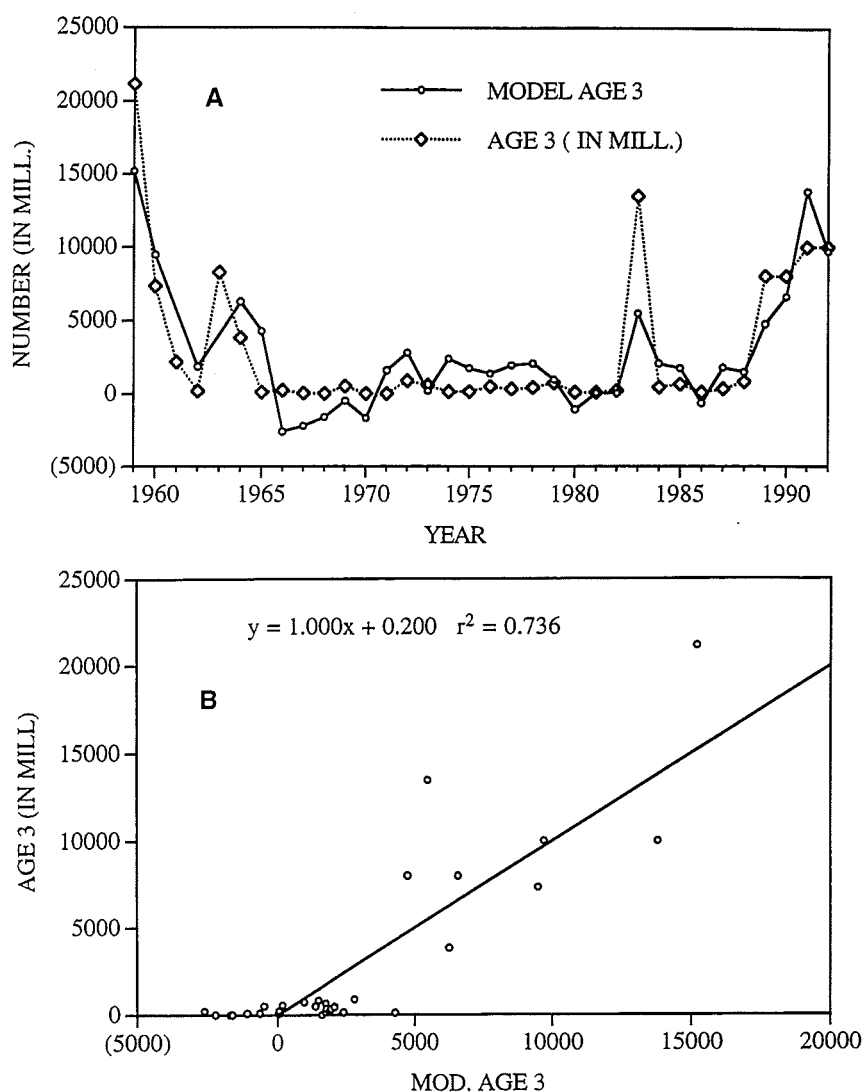 25000
20000
15000
10000
5000
0
(5000)
NUMBER (IN MILL.)
A
MODEL AGE 3
AGE 3 ( IN MILL.)
1960 1965 1970 1975 1980 1985 1990
YEAR
25000
20000
15000
10000
5000
0
AGE 3 (IN MILL)
y = 1.000x + 0.200 r² = 0.736
B
(5000) 0 5000 10000 15000 20000
MOD. AGE 3